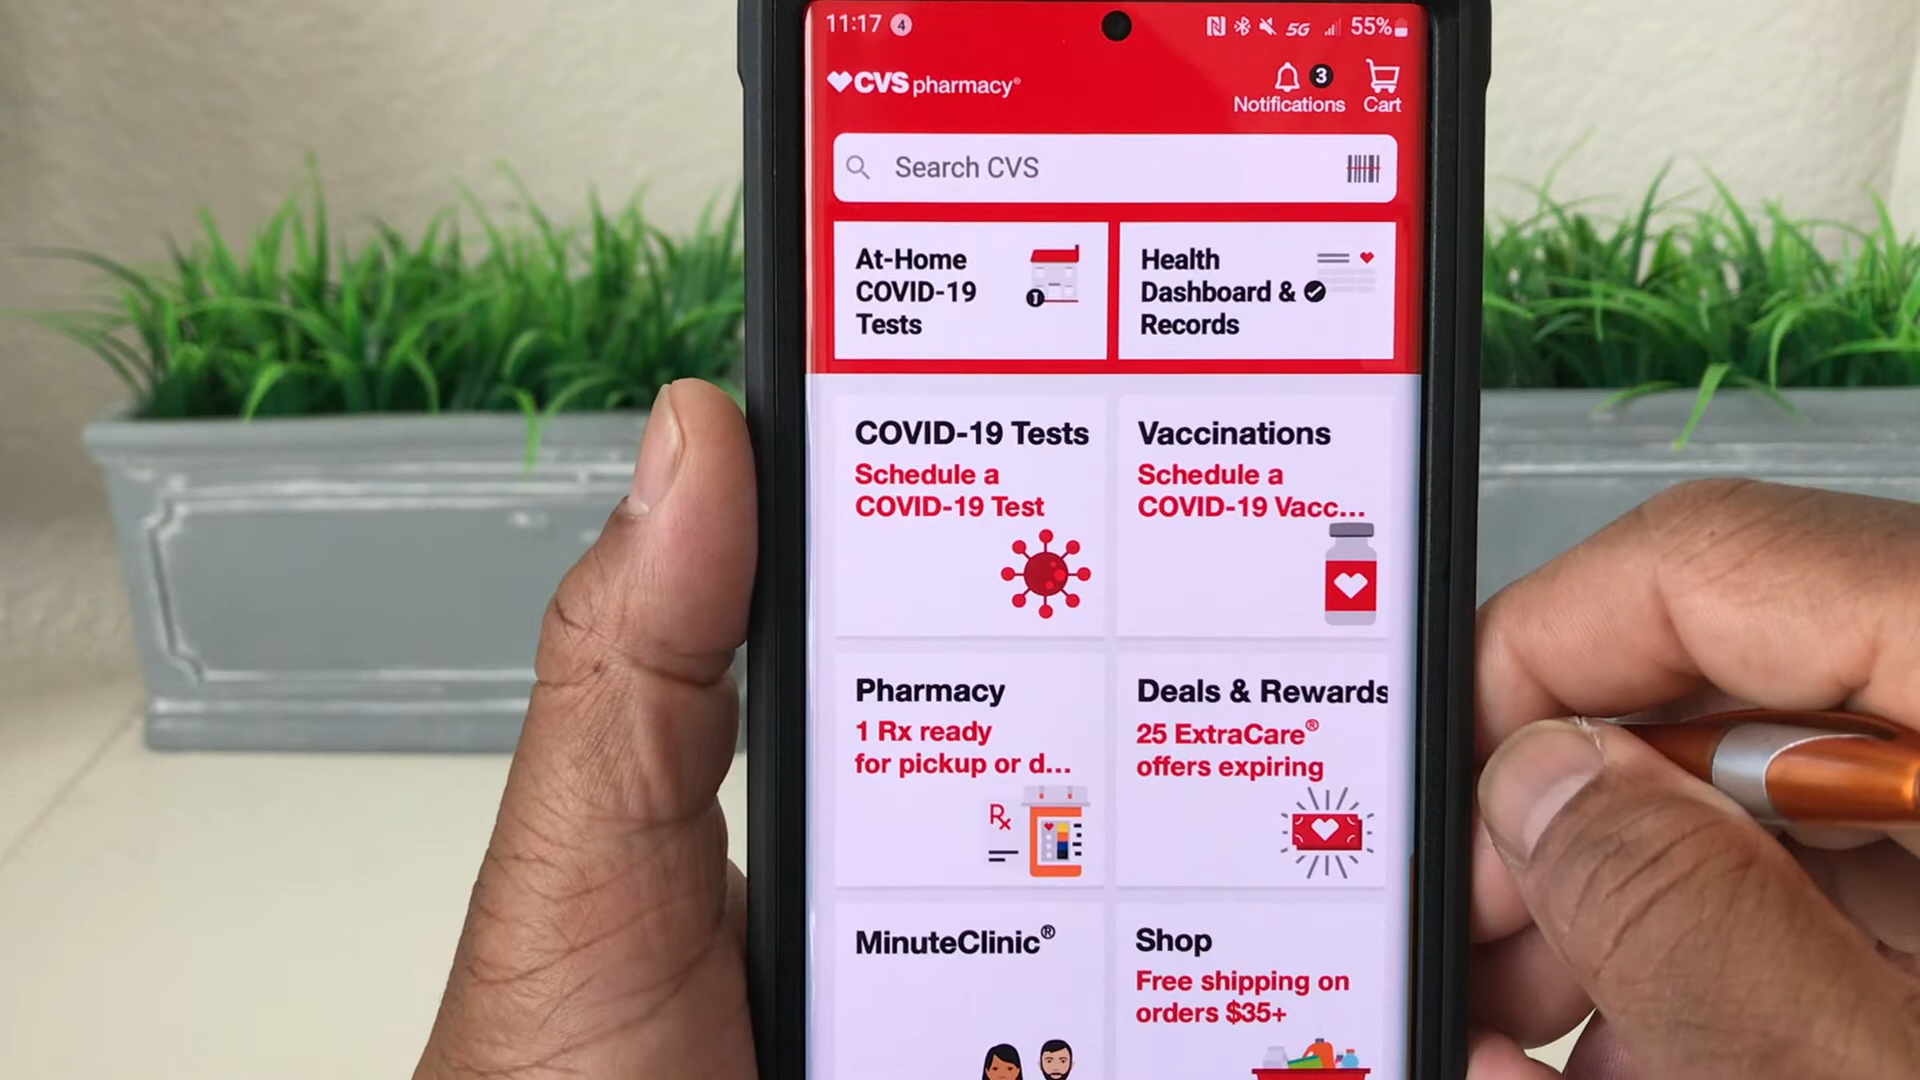 11:17 4 5G 55%
CVS pharmacy®
3
Notifications Cart
Search CVS
At-Home
COVID-19
Tests
Health
Dashboard &
Records
COVID-19 Tests
Schedule a
COVID-19 Test
Vaccinations
Schedule a
COVID-19 Vacc...
Pharmacy
1 Rx ready
for pickup or d...
Rx
Deals & Rewards
25 ExtraCare®
offers expiring
MinuteClinic®
Shop
Free shipping on
orders $35+